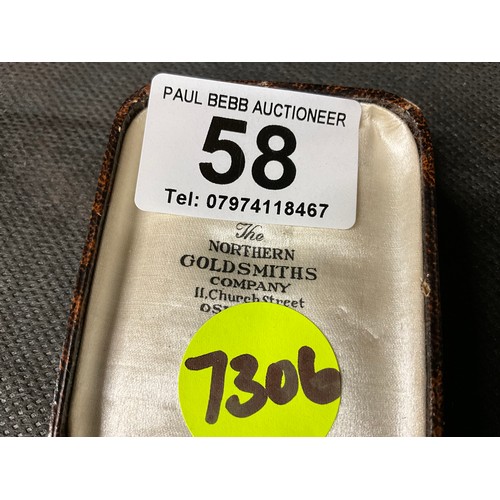 PAUL BEBB AUCTIONEER
58
Tel: 07974118467
The
NORTHERN
GOLDSMITHS
COMPANY
11, Church Street
7306